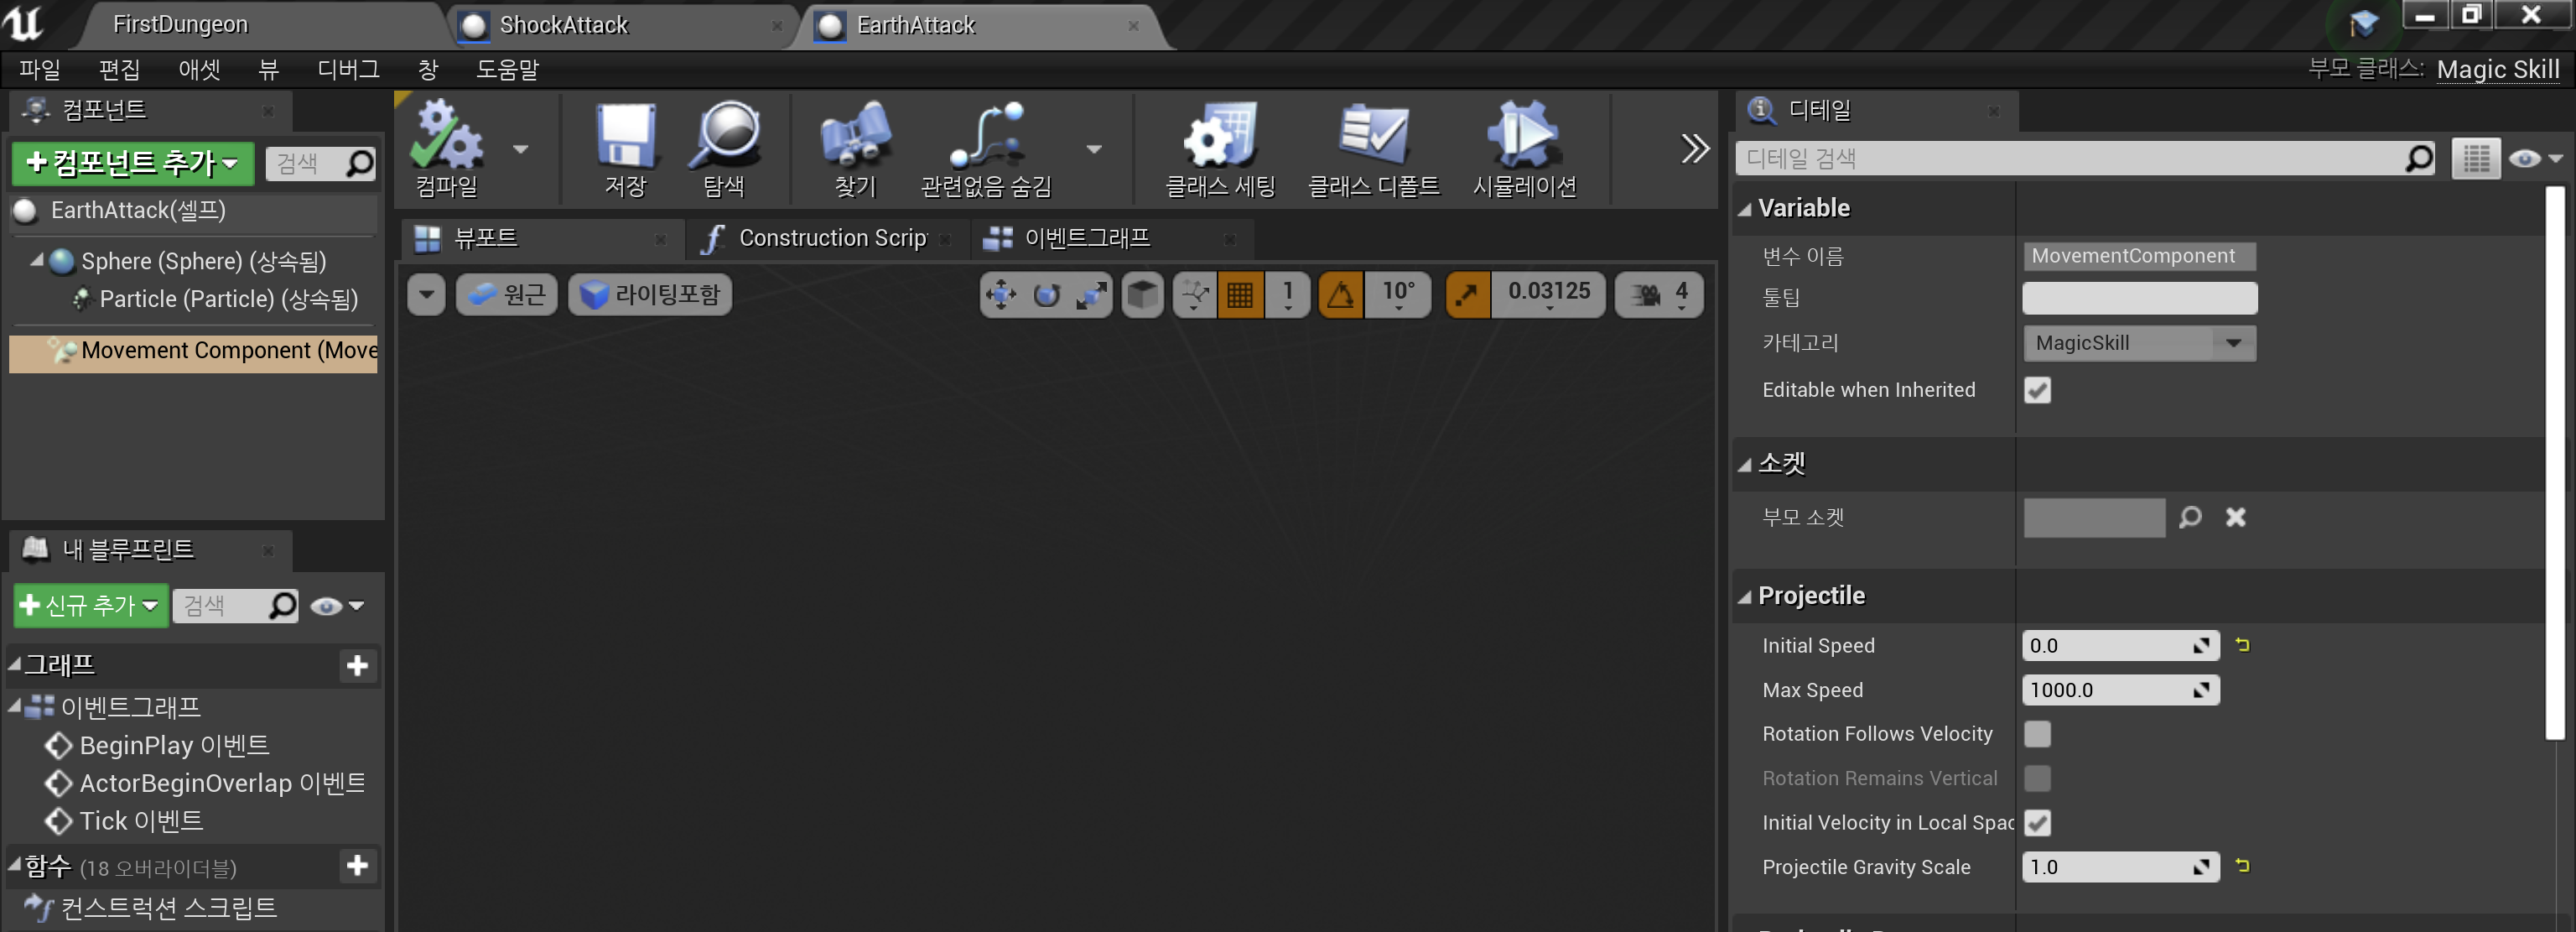 FirstDungeon
ShockAttack
EarthAttack
파일 편집 애셋 뷰 디버그 창 도움말
부모 클래스: Magic Skill
컴포넌트
+컴포넌트 추가
검색
EarthAttack(셀프)
Sphere (Sphere) (상속됨)
Particle (Particle) (상속됨)
Movement Component (Move
내 블루프린트
+신규 추가
검색
그래프
이벤트그래프
BeginPlay 이벤트
ActorBeginOverlap 이벤트
Tick 이벤트
함수 (18 오버라이더블)
컨스트럭션 스크립트
컴파일
저장
탐색
찾기
관련없음 숨김
클래스 세팅
클래스 디폴트
시뮬레이션
뷰포트
Construction Scrip
이벤트그래프
원근
라이팅포함
1
10°
0.03125
4
디테일
디테일 검색
Variable
변수 이름 MovementComponent
툴팁
카테고리 MagicSkill
Editable when Inherited
소켓
부모 소켓
Projectile
Initial Speed 0.0
Max Speed 1000.0
Rotation Follows Velocity
Rotation Remains Vertical
Initial Velocity in Local Spac
Projectile Gravity Scale 1.0